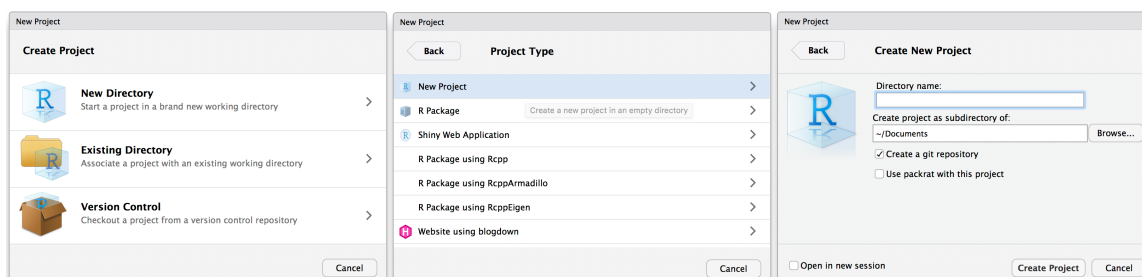 New Project
Create Project
New Directory
Start a project in a brand new working directory
Existing Directory
Associate a project with an existing working directory
Version Control
Checkout a project from a version control repository
Cancel
New Project
Back
Project Type
New Project
R Package
Create a new project in an empty directory
Shiny Web Application
R Package using Rcpp
R Package using RcppArmadillo
R Package using RcppEigen
Website using blogdown
Cancel
New Project
Back
Create New Project
Directory name:
Create project as subdirectory of:
~/Documents
Browse...
Create a git repository
Use packrat with this project
Open in new session
Create Project
Cancel